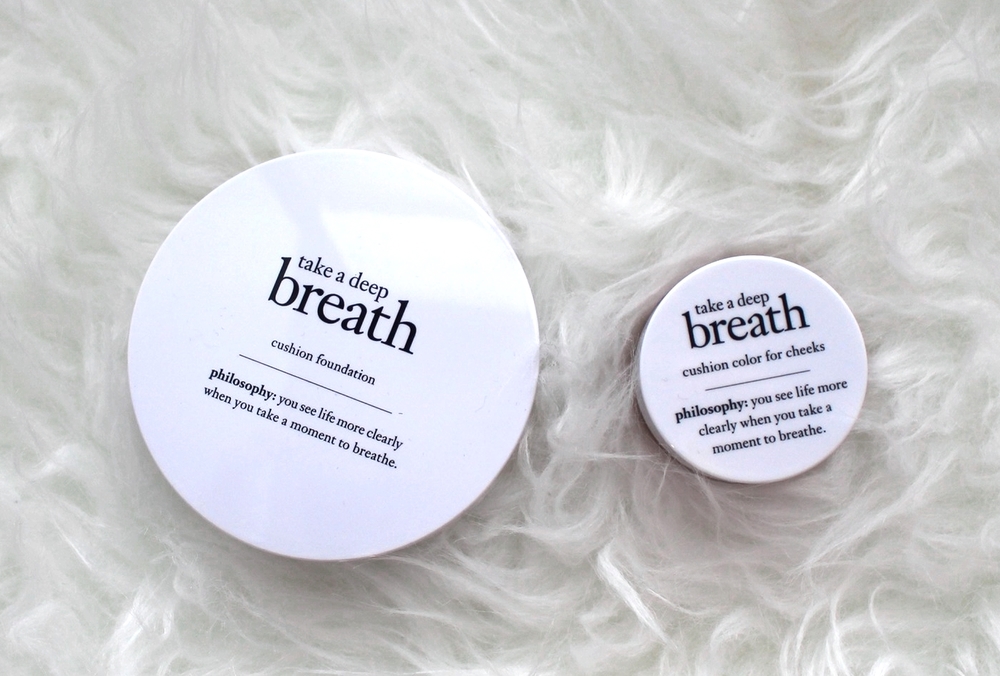 take a deep
breath
cushion foundation
philosophy: you see life more clearly
when you take a moment to breathe.
take a deep
breath
cushion color for cheeks
philosophy: you see life more
clearly when you take a
moment to breathe.